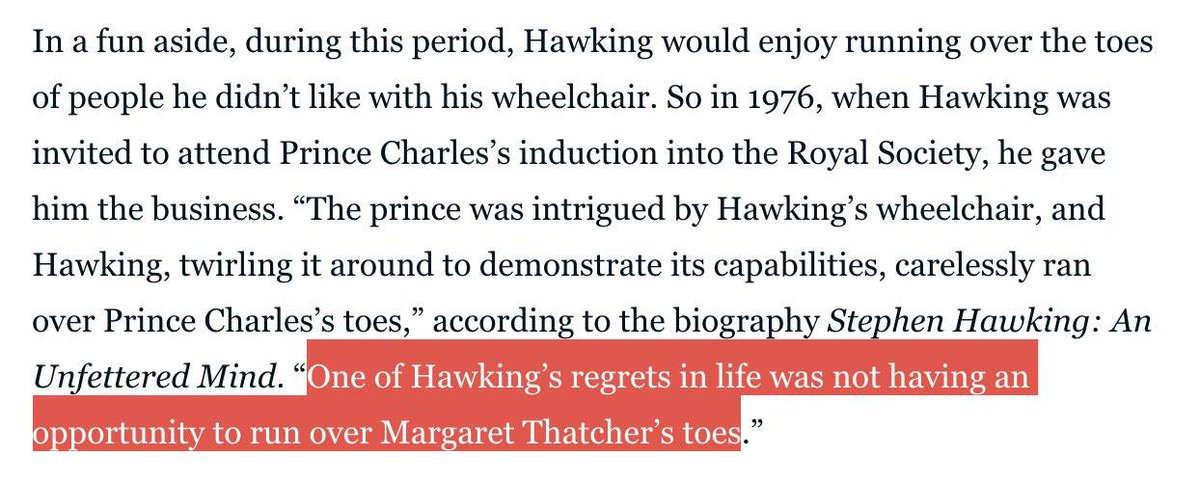 In a fun aside, during this period, Hawking would enjoy running over the toes
of people he didn’t like with his wheelchair. So in 1976, when Hawking was
invited to attend Prince Charles’s induction into the Royal Society, he gave
him the business. “The prince was intrigued by Hawking’s wheelchair, and
Hawking, twirling it around to demonstrate its capabilities, carelessly ran
over Prince Charles’s toes,” according to the biography Stephen Hawking: An
Unfettered Mind. “One of Hawking’s regrets in life was not having an
opportunity to run over Margaret Thatcher’s toes.”